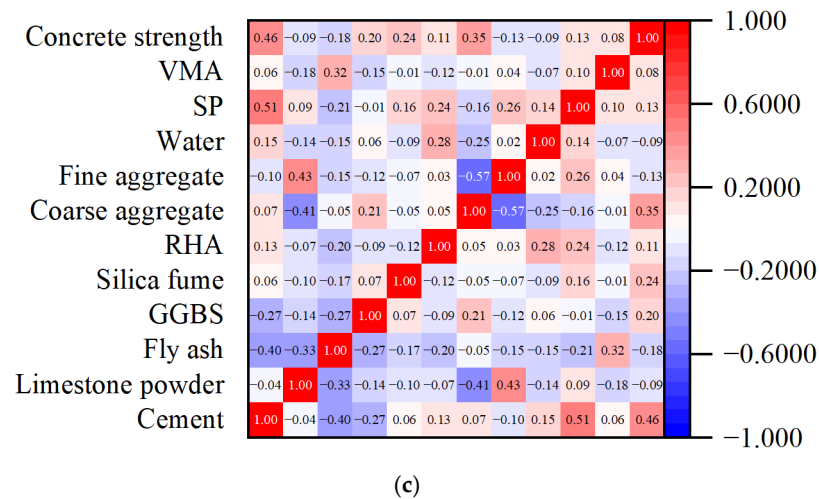 Concrete strength 0.46 −0.09 −0.18 0.20 0.24 0.11 0.35 −0.13 −0.09 0.13 0.08 1.00 1.000
VMA 0.06 −0.18 0.32 −0.15 −0.01 −0.12 −0.01 0.04 −0.07 0.10 1.00 0.08
SP 0.51 0.09 −0.21 −0.01 0.16 0.24 −0.16 0.26 0.14 1.00 0.10 0.13 0.6000
Water 0.15 −0.14 −0.15 0.06 −0.09 0.28 −0.25 0.02 1.00 0.14 −0.07 −0.09
Fine aggregate −0.10 0.43 −0.15 −0.12 −0.07 0.03 −0.57 1.00 0.02 0.26 0.04 −0.13 0.2000
Coarse aggregate 0.07 −0.41 −0.05 0.21 −0.05 0.05 1.00 −0.57 −0.25 −0.16 −0.01 0.35
RHA 0.13 −0.07 −0.20 −0.09 −0.12 1.00 0.05 0.03 0.28 0.24 −0.12 0.11 −0.2000
Silica fume 0.06 −0.10 −0.17 0.07 1.00 −0.12 −0.05 −0.07 −0.09 0.16 −0.01 0.24
GGBS −0.27 −0.14 −0.27 1.00 0.07 −0.09 0.21 −0.12 0.06 −0.01 −0.15 0.20
Fly ash −0.40 −0.33 1.00 −0.27 −0.17 −0.20 −0.05 −0.15 −0.15 −0.21 0.32 −0.18 −0.6000
Limestone powder −0.04 1.00 −0.33 −0.14 −0.10 −0.07 −0.41 0.43 −0.14 0.09 −0.18 −0.09
Cement 1.00 −0.04 −0.40 −0.27 0.06 0.13 0.07 −0.10 0.15 0.51 0.06 0.46 −1.000
(c)